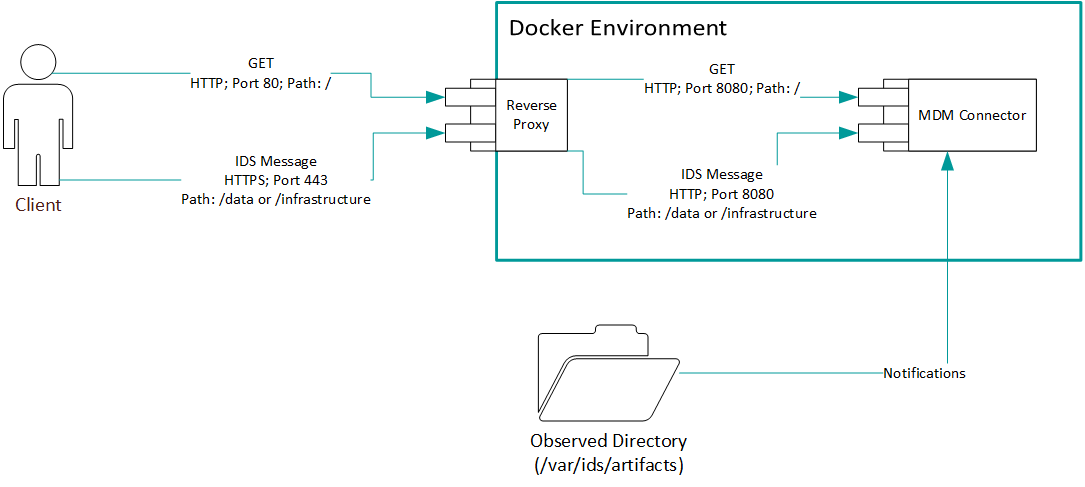 Docker Environment
GET
HTTP; Port 80; Path: /
GET
HTTP; Port 8080; Path: /
Reverse
Proxy
MDM Connector
IDS Message
HTTPS; Port 443
Path: /data or /infrastructure
IDS Message
HTTP; Port 8080
Path: /data or /infrastructure
Client
Notifications
Observed Directory
(/var/ids/artifacts)